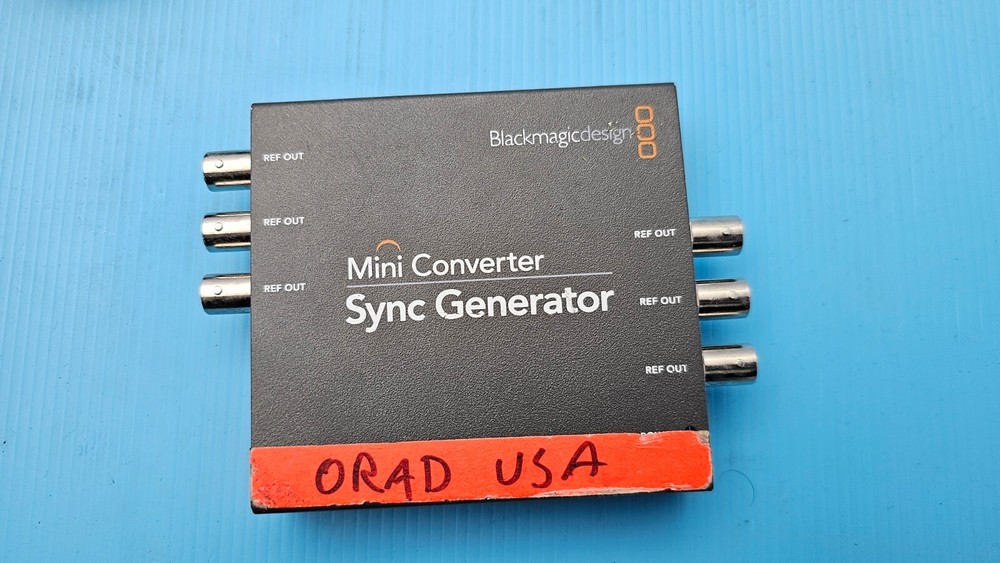 Blackmagicdesign
REF OUT
REF OUT
REF OUT
REF OUT
REF OUT
REF OUT
Mini Converter
Sync Generator
ORAD USA